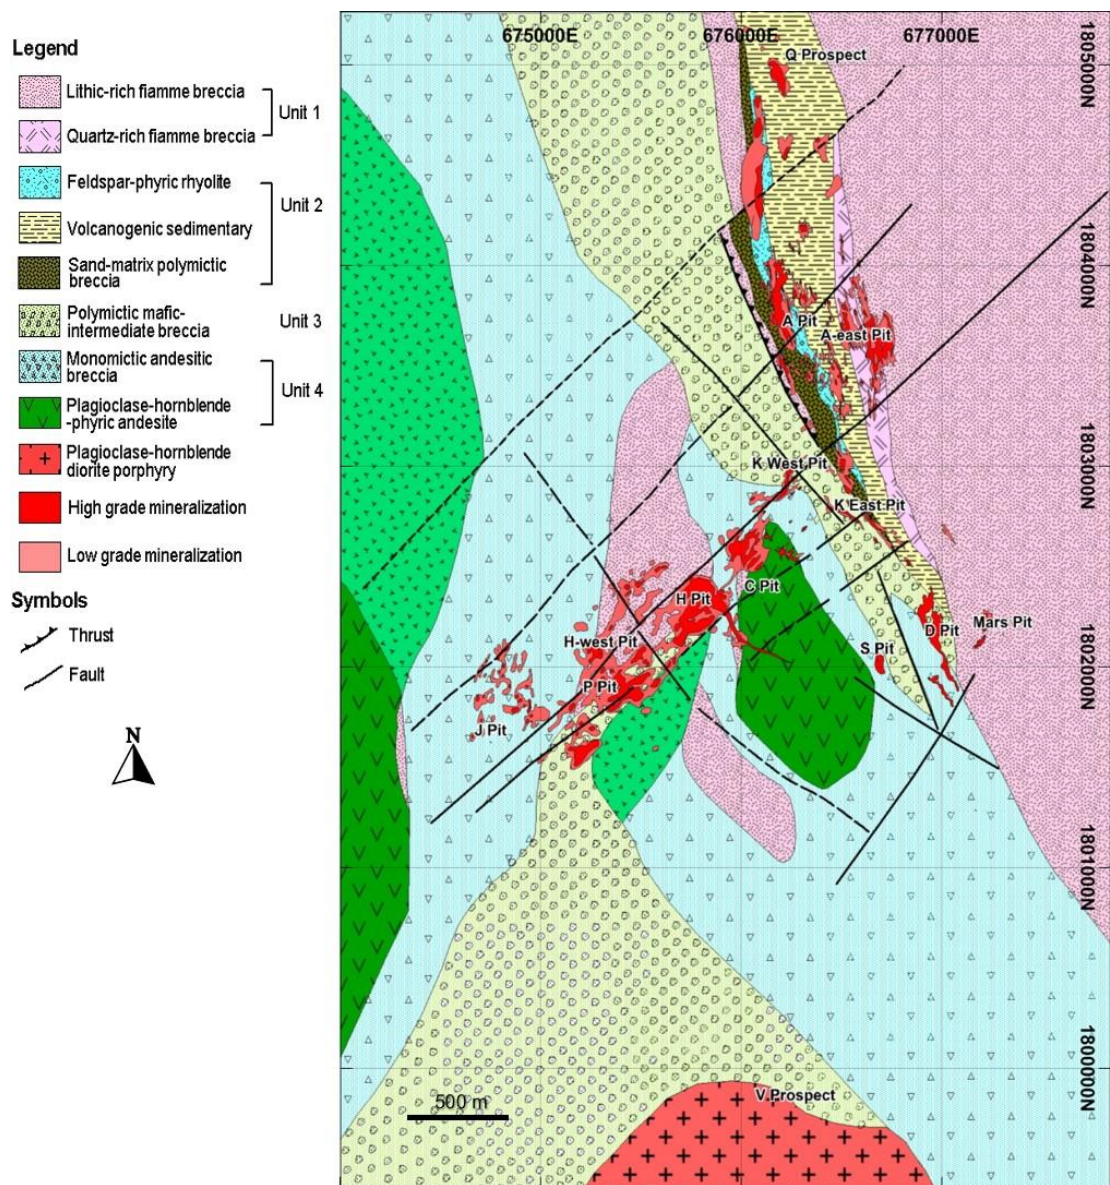 Legend
Lithic-rich fiamme breccia
Quartz-rich fiamme breccia
Unit 1
Feldspar-phyric rhyolite
Volcanogenic sedimentary
Sand-matrix polymictic
breccia
Unit 2
Polymictic mafic-
intermediate breccia
Unit 3
Monomictic andesitic
breccia
Plagioclase-hornblende
-phyric andesite
Unit 4
Plagioclase-hornblende
diorite porphyry
High grade mineralization
Low grade mineralization
Symbols
Thrust
Fault
N
675000E
676000E
677000E
1805000N
1804000N
1803000N
1802000N
1801000N
1800000N
Q Prospect
A Pit
A-east Pit
K West Pit
K East Pit
C Pit
H Pit
H-west Pit
P Pit
J Pit
S Pit
D Pit
Mars Pit
V Prospect
500 m